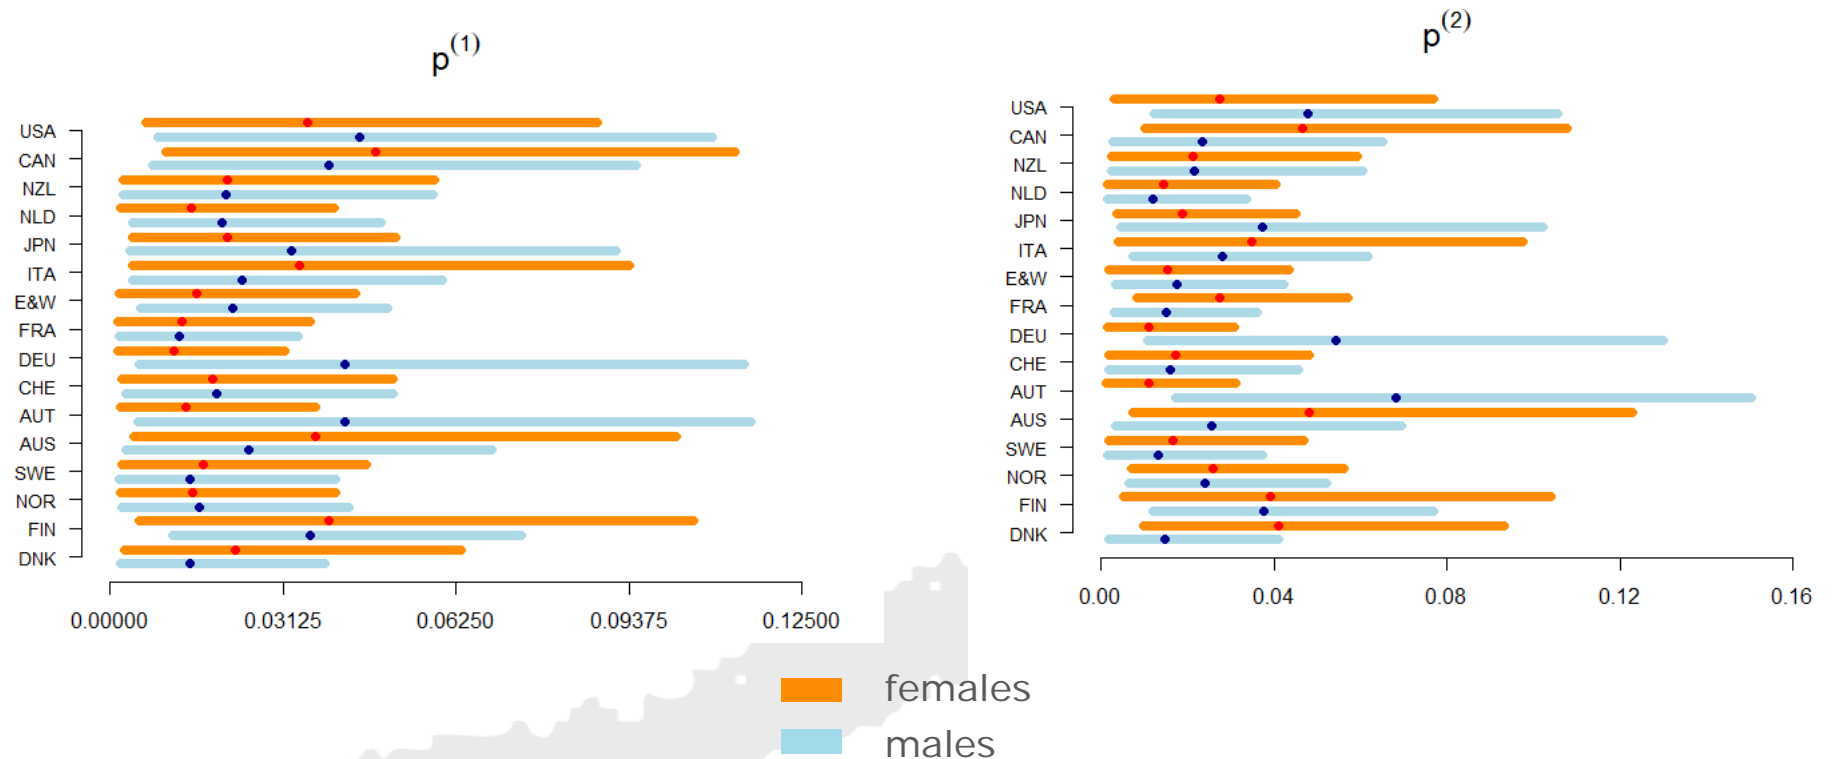 p(1)
USA
CAN
NZL
NLD
JPN
ITA
E&W
FRA
DEU
CHE
AUT
AUS
SWE
NOR
FIN
DNK
0.00000 0.03125 0.06250 0.09375 0.12500
p(2)
USA
CAN
NZL
NLD
JPN
ITA
E&W
FRA
DEU
CHE
AUT
AUS
SWE
NOR
FIN
DNK
0.00 0.04 0.08 0.12 0.16
females
males